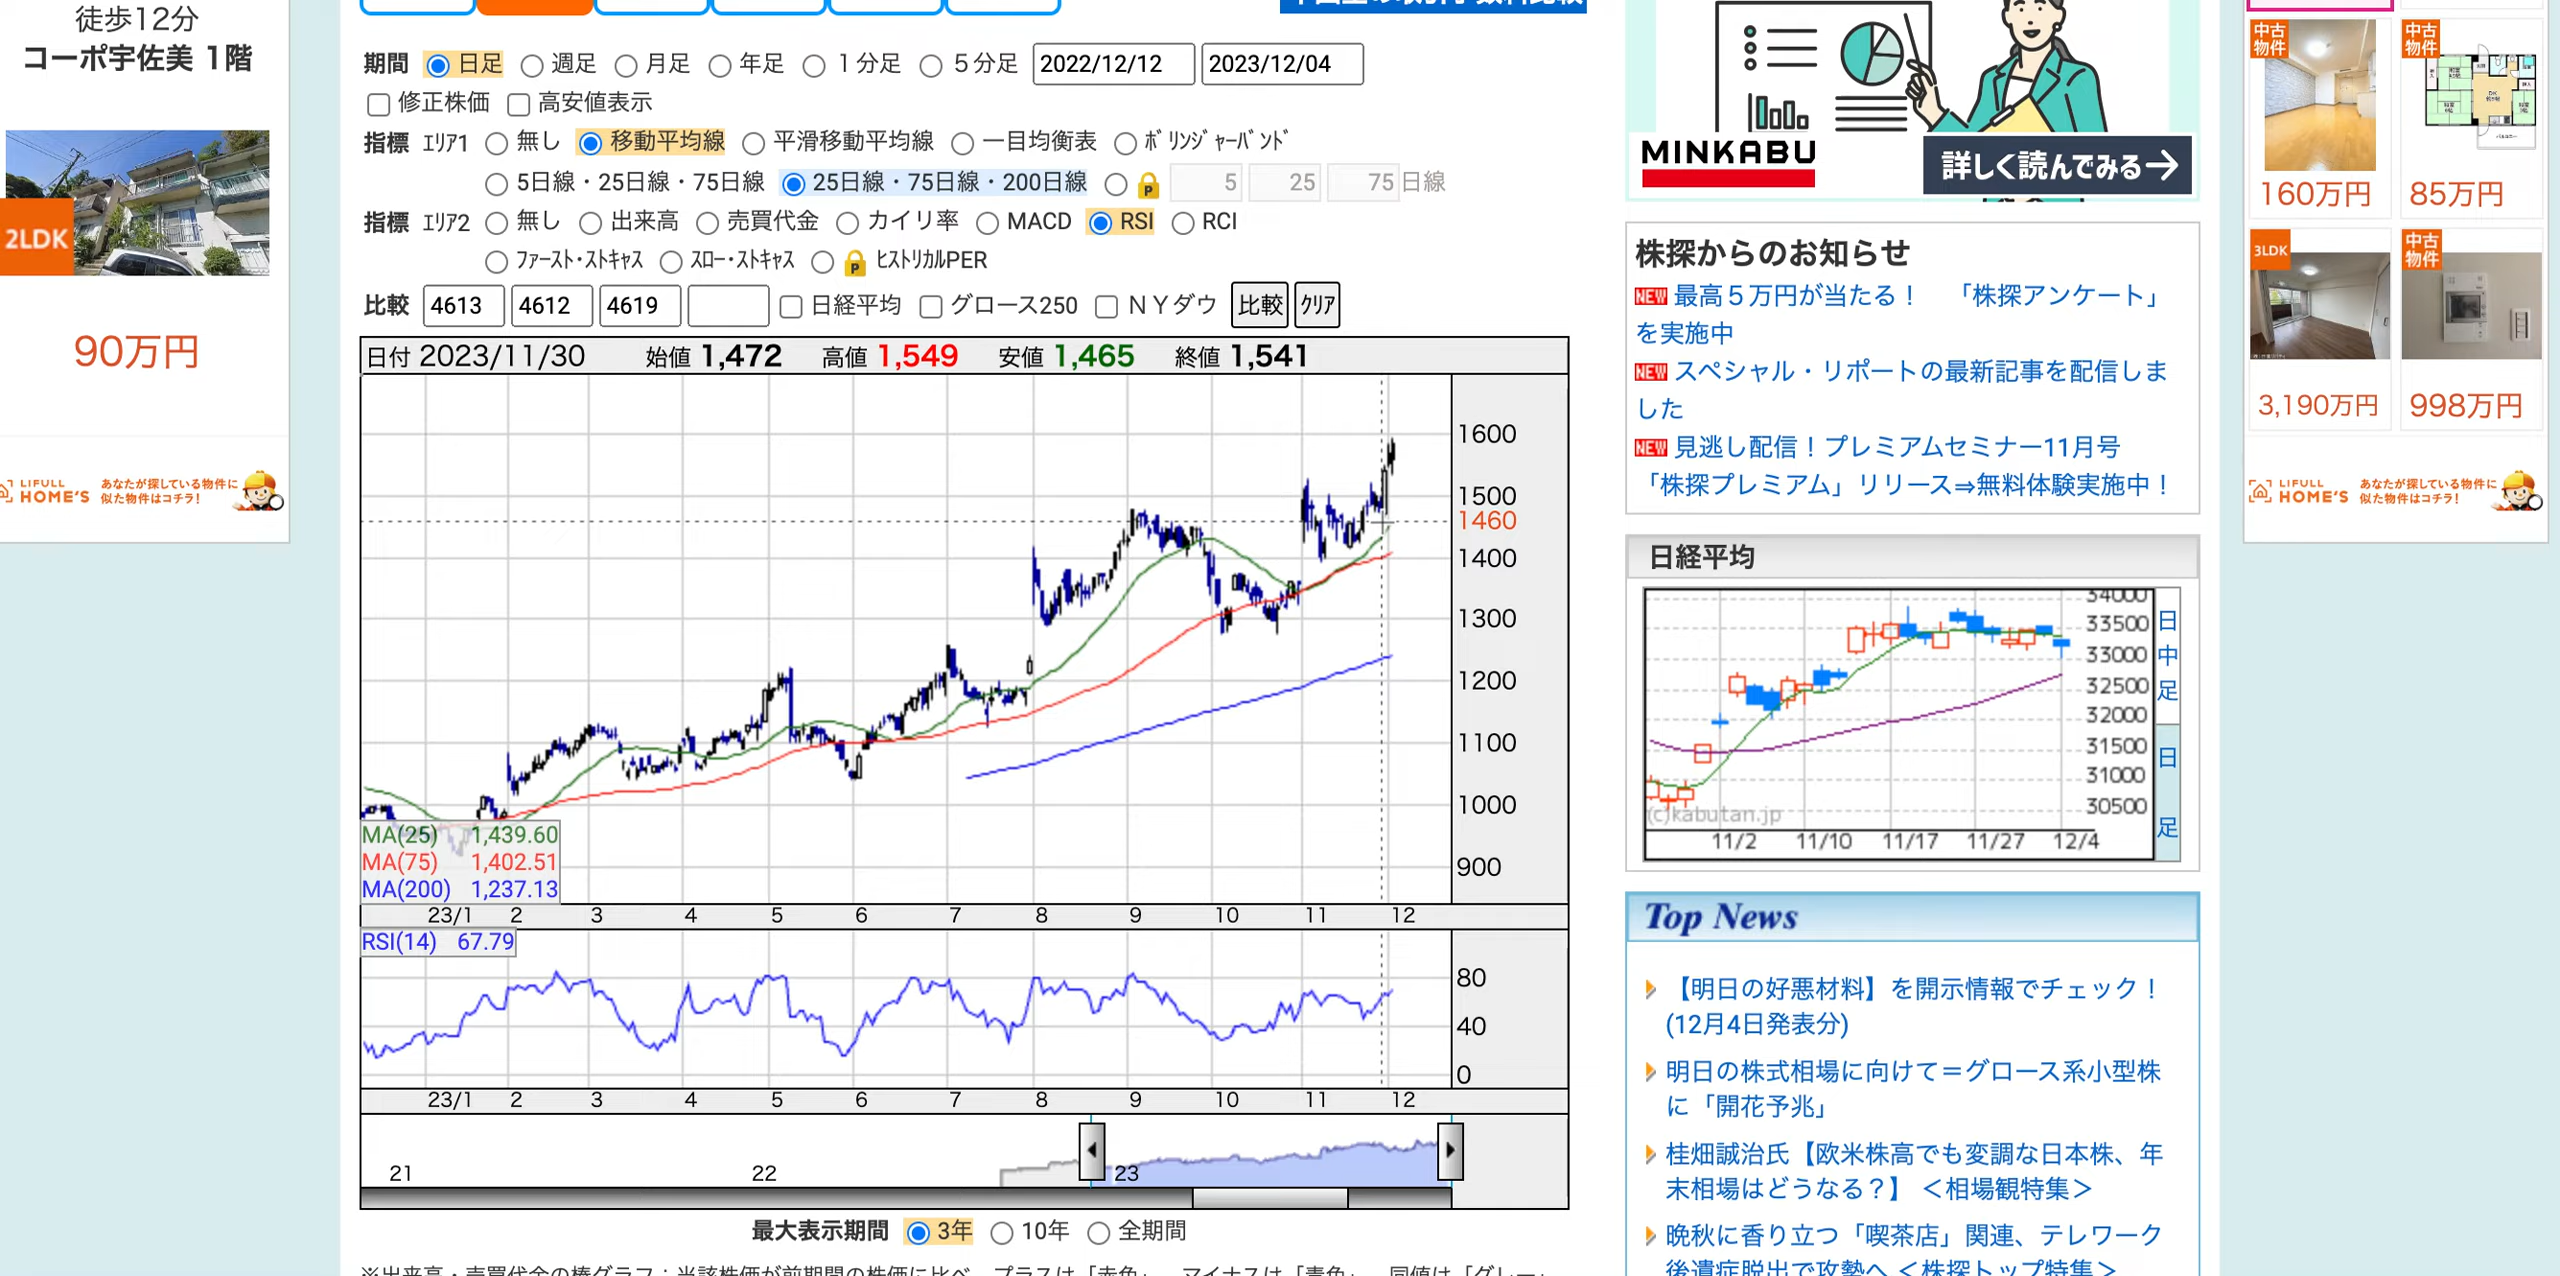 徒歩12分
コーポ宇佐美 1階
2LDK
90万円
LIFULL HOME'S
あなたが探している物件に
似た物件はコチラ!
期間 日足 週足 月足 年足 1分足 5分足 2022/12/12 2023/12/04
修正株価 高安値表示
指標 エリア1 無し 移動平均線 平滑移動平均線 一目均衡表 ボリンジャーバンド
5日線・25日線・75日線 25日線・75日線・200日線 P 5 25 75 日線
指標 エリア2 無し 出来高 売買代金 カイリ率 MACD RSI RCI
ファースト・ストキャス スロー・ストキャス P ヒストリカルPER
比較 4613 4612 4619 日経平均 グロース250 NYダウ 比較 クリア
日付 2023/11/30 始値 1,472 高値 1,549 安値 1,465 終値 1,541
1600
1500
1460
1400
1300
1200
1100
1000
900
MA(25) 1,439.60
MA(75) 1,402.51
MA(200) 1,237.13
23/1 2 3 4 5 6 7 8 9 10 11 12
RSI(14) 67.79
80
40
0
23/1 2 3 4 5 6 7 8 9 10 11 12
21 22 23
最大表示期間 3年 10年 全期間
MINKABU
詳しく読んでみる→
株探からのお知らせ
NEW 最高5万円が当たる! 「株探アンケート」
を実施中
NEW スペシャル・リポートの最新記事を配信しま
した
NEW 見逃し配信!プレミアムセミナー11月号
「株探プレミアム」リリース⇒無料体験実施中!
日経平均
34000
33500
33000
32500
32000
31500
31000
30500
(c)kabutan.jp
11/2 11/10 11/17 11/27 12/4
日中足
日足
Top News
【明日の好悪材料】を開示情報でチェック!
(12月4日発表分)
明日の株式相場に向けて=グロース系小型株
に「開花予兆」
桂畑誠治氏【欧米株高でも変調な日本株、年
末相場はどうなる?】 <相場観特集>
晩秋に香り立つ「喫茶店」関連、テレワーク
後遺症脱出で攻勢へ <株探トップ特集>
中古物件
160万円
中古物件
85万円
3LDK
3,190万円
中古物件
998万円
LIFULL HOME'S
あなたが探している物件に
似た物件はコチラ!